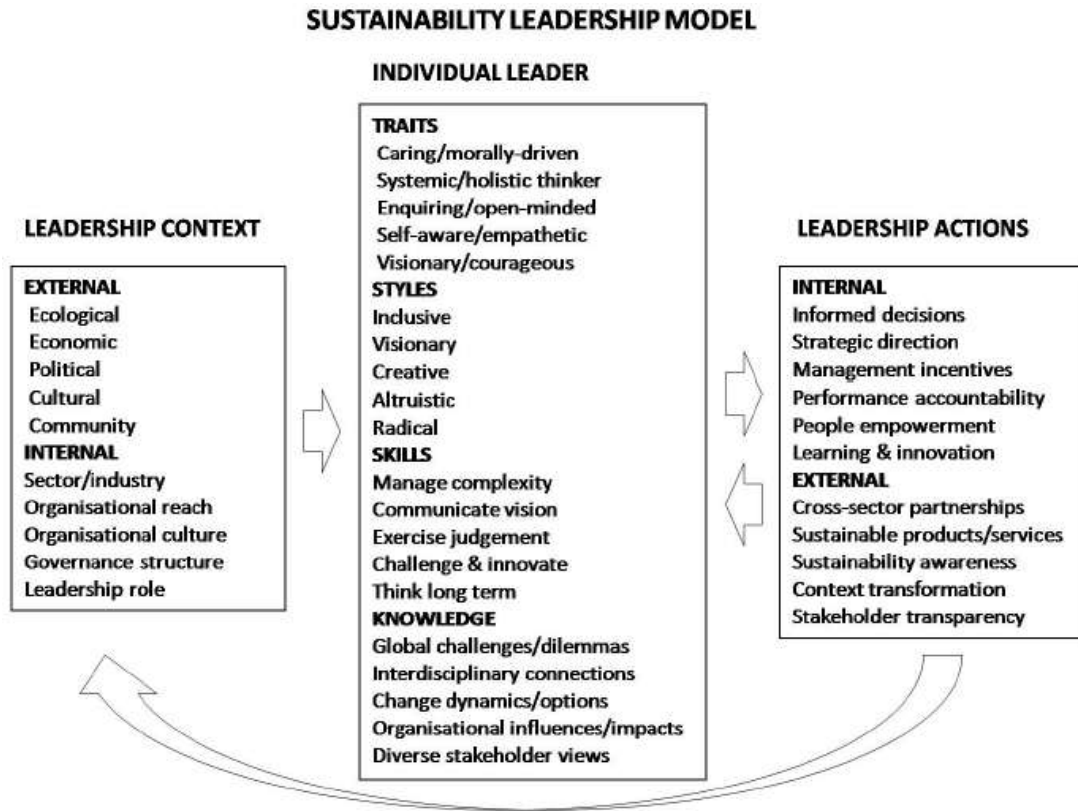 SUSTAINABILITY LEADERSHIP MODEL
LEADERSHIP CONTEXT
EXTERNAL
Ecological
Economic
Political
Cultural
Community
INTERNAL
Sector/industry
Organisational reach
Organisational culture
Governance structure
Leadership role
INDIVIDUAL LEADER
TRAITS
Caring/morally-driven
Systemic/holistic thinker
Enquiring/open-minded
Self-aware/empathetic
Visionary/courageous
STYLES
Inclusive
Visionary
Creative
Altruistic
Radical
SKILLS
Manage complexity
Communicate vision
Exercise judgement
Challenge & innovate
Think long term
KNOWLEDGE
Global challenges/dilemmas
Interdisciplinary connections
Change dynamics/options
Organisational influences/impacts
Diverse stakeholder views
LEADERSHIP ACTIONS
INTERNAL
Informed decisions
Strategic direction
Management incentives
Performance accountability
People empowerment
Learning & innovation
EXTERNAL
Cross-sector partnerships
Sustainable products/services
Sustainability awareness
Context transformation
Stakeholder transparency